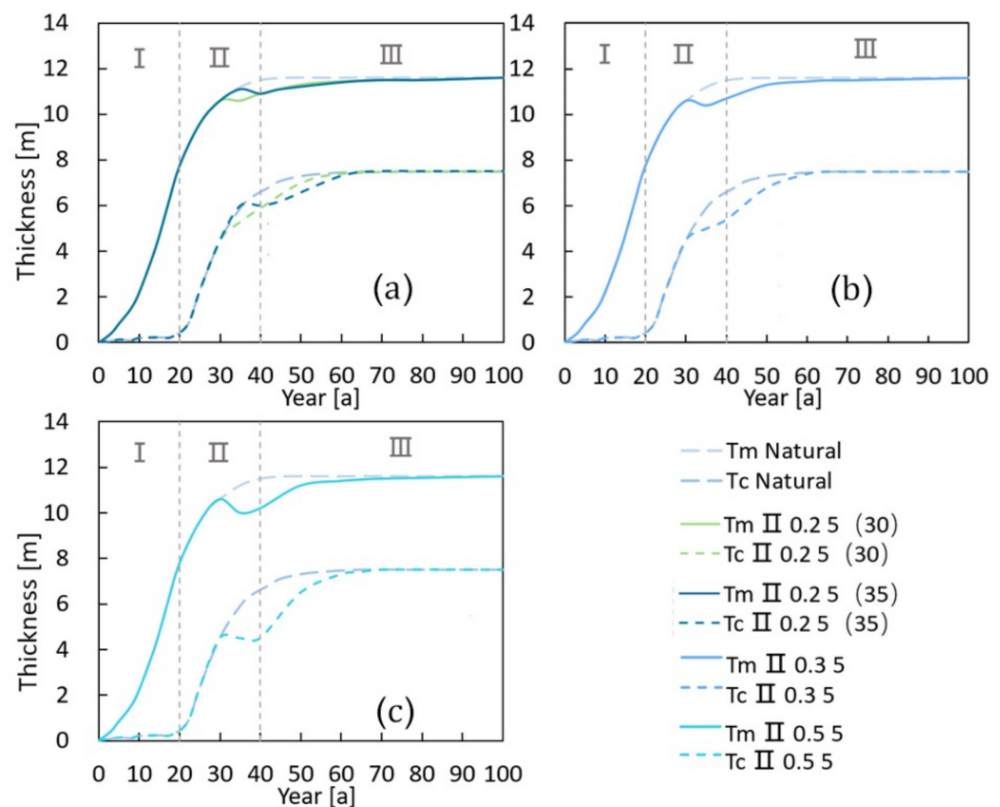 14
12
10
8
6
4
2
0
Thickness [m]
Ⅰ Ⅱ Ⅲ
(a)
0 10 20 30 40 50 60 70 80 90 100
Year [a]
14
12
10
8
6
4
2
0
Ⅰ Ⅱ Ⅲ
(b)
0 10 20 30 40 50 60 70 80 90 100
Year [a]
14
12
10
8
6
4
2
0
Thickness [m]
Ⅰ Ⅱ Ⅲ
(c)
0 10 20 30 40 50 60 70 80 90 100
Year [a]
Tm Natural
Tc Natural
Tm Ⅱ 0.2 5 (30)
Tc Ⅱ 0.2 5 (30)
Tm Ⅱ 0.2 5 (35)
Tc Ⅱ 0.2 5 (35)
Tm Ⅱ 0.3 5
Tc Ⅱ 0.3 5
Tm Ⅱ 0.5 5
Tc Ⅱ 0.5 5